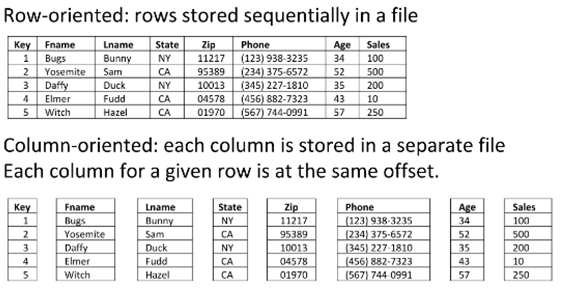 Row-oriented: rows stored sequentially in a file
Key Fname Lname State Zip Phone Age Sales
1 Bugs Bunny NY 11217 (123) 938-3235 34 100
2 Yosemite Sam CA 95389 (234) 375-6572 52 500
3 Daffy Duck NY 10013 (345) 227-1810 35 200
4 Elmer Fudd CA 04578 (456) 882-7323 43 10
5 Witch Hazel CA 01970 (567) 744-0991 57 250
Column-oriented: each column is stored in a separate file
Each column for a given row is at the same offset.
Key Fname Lname State Zip Phone Age Sales
1 Bugs Bunny NY 11217 (123) 938-3235 34 100
2 Yosemite Sam CA 95389 (234) 375-6572 52 500
3 Daffy Duck NY 10013 (345) 227-1810 35 200
4 Elmer Fudd CA 04578 (456) 882-7323 43 10
5 Witch Hazel CA 01970 (567) 744-0991 57 250